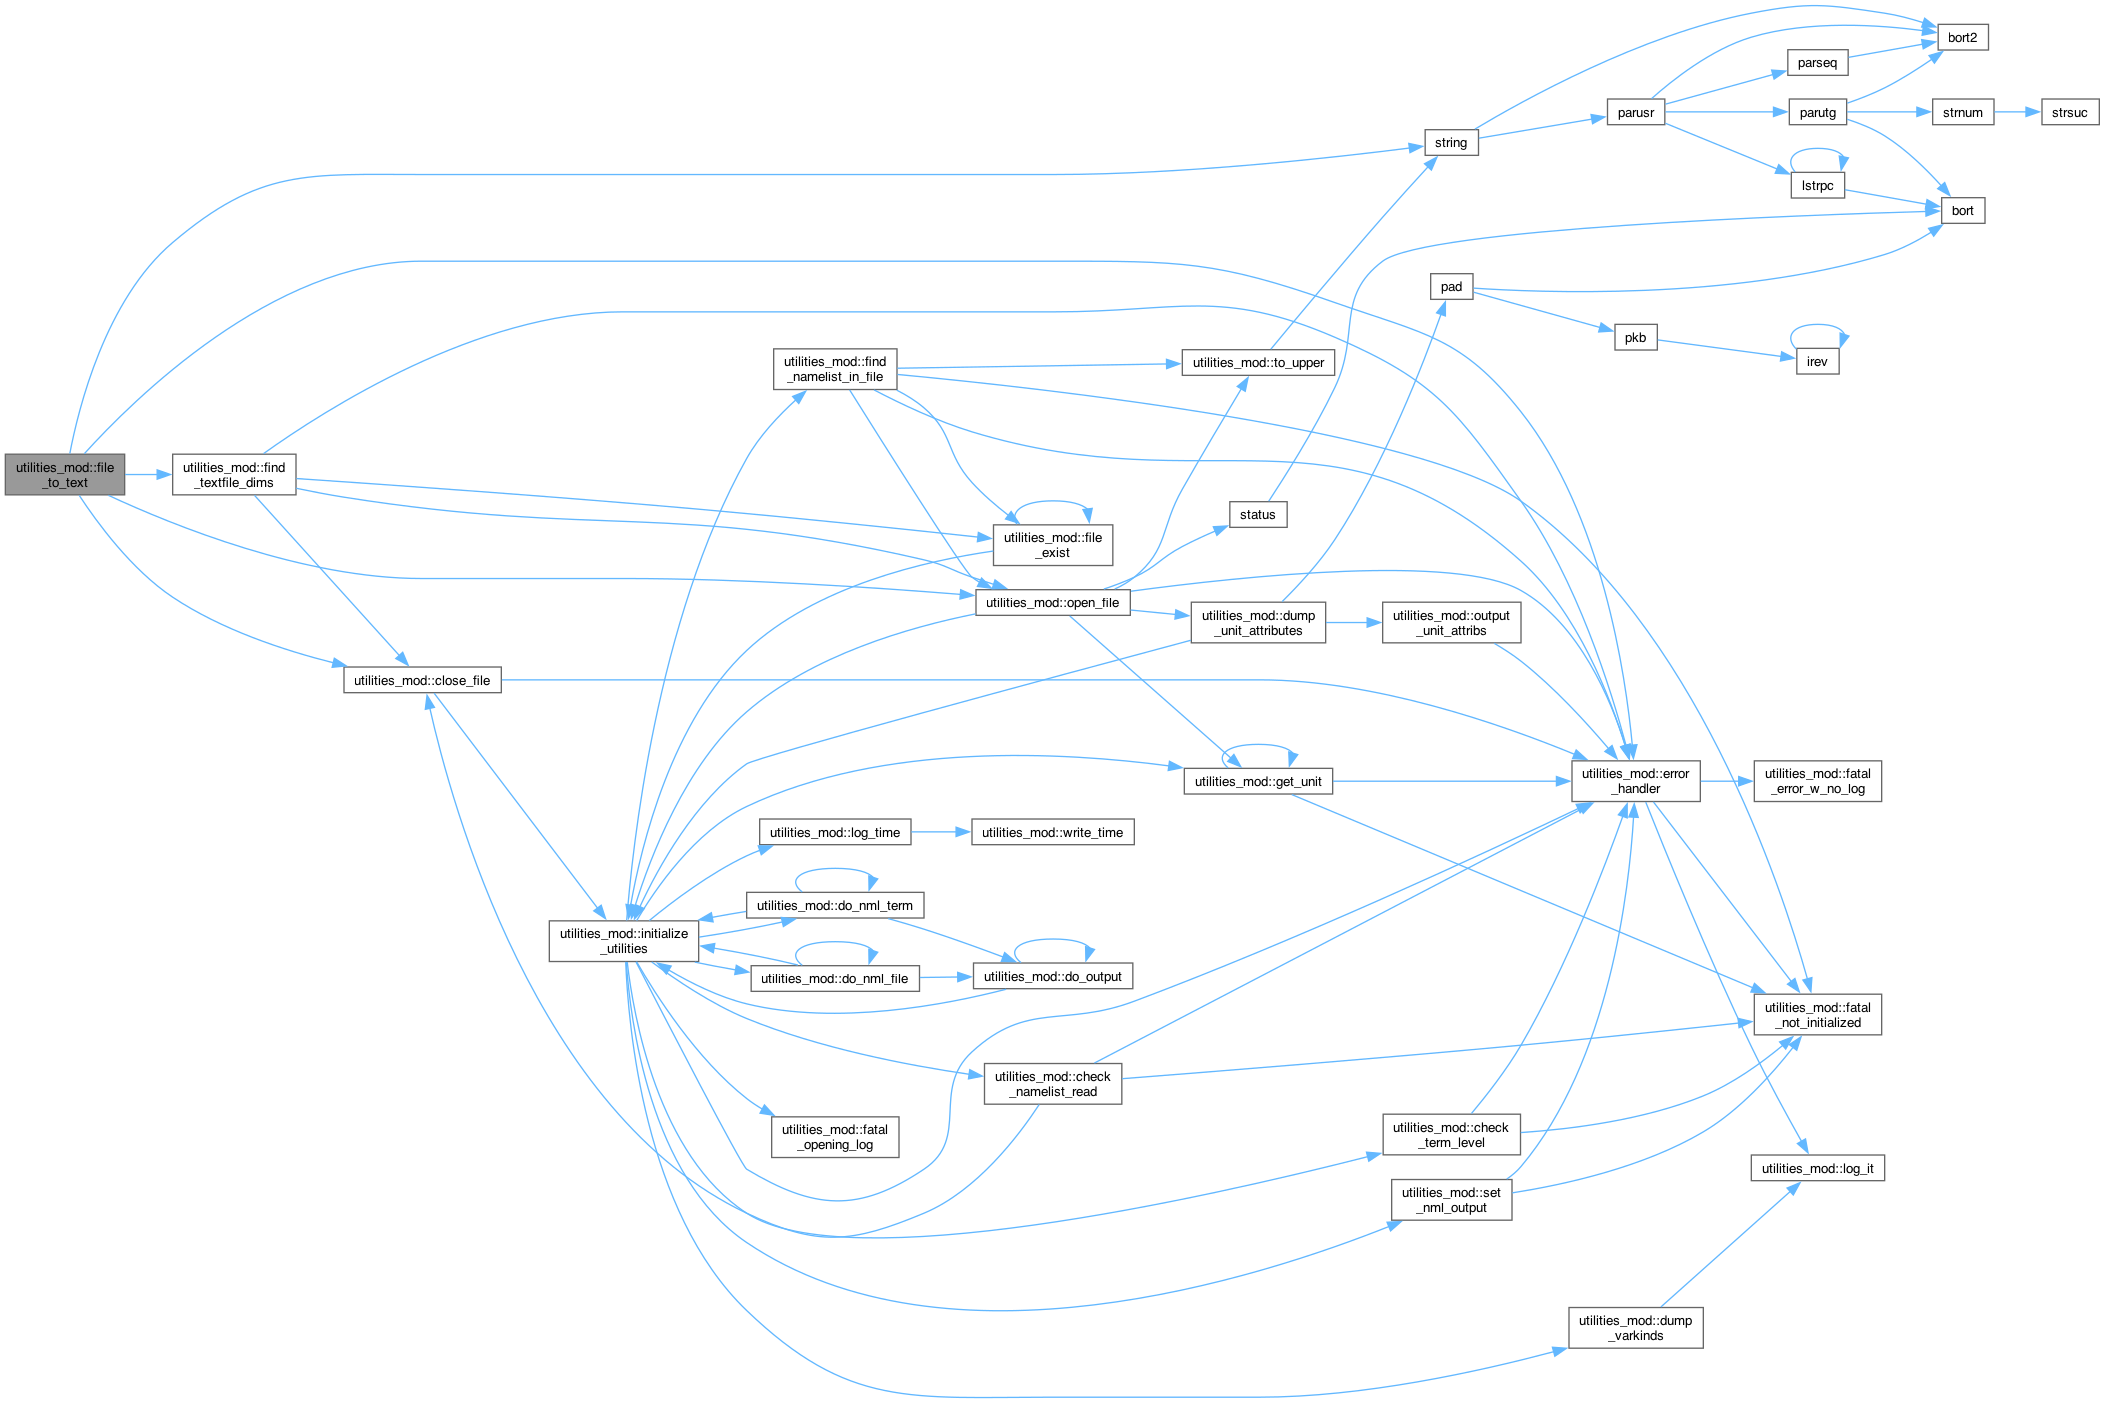 bort2
parseq
parusr
parutg
strnum
strsuc
string
lstrpc
bort
pad
pkb
irev
utilities_mod::find
_namelist_in_file
utilities_mod::to_upper
utilities_mod::file
_to_text
utilities_mod::find
_textfile_dims
status
utilities_mod::file
_exist
utilities_mod::open_file
utilities_mod::dump
_unit_attributes
utilities_mod::output
_unit_attribs
utilities_mod::close_file
utilities_mod::get_unit
utilities_mod::error
_handler
utilities_mod::fatal
_error_w_no_log
utilities_mod::log_time
utilities_mod::write_time
utilities_mod::do_nml_term
utilities_mod::initialize
_utilities
utilities_mod::do_nml_file
utilities_mod::do_output
utilities_mod::fatal
_not_initialized
utilities_mod::check
_namelist_read
utilities_mod::fatal
_opening_log
utilities_mod::check
_term_level
utilities_mod::log_it
utilities_mod::set
_nml_output
utilities_mod::dump
_varkinds